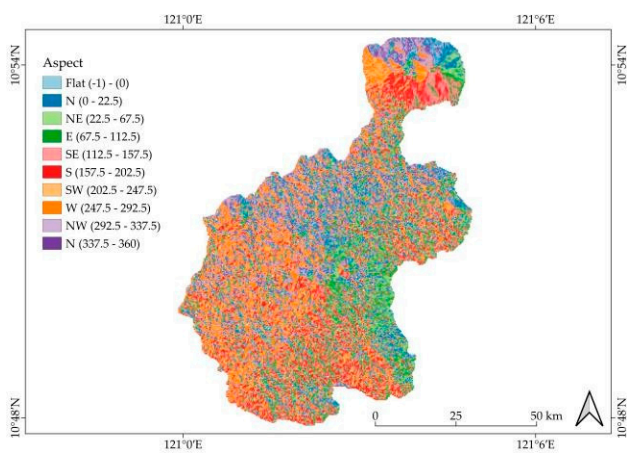 121°0'E
121°6'E
10°54'N
10°54'N
Aspect
Flat (-1) - (0)
N (0 - 22.5)
NE (22.5 - 67.5)
E (67.5 - 112.5)
SE (112.5 - 157.5)
S (157.5 - 202.5)
SW (202.5 - 247.5)
W (247.5 - 292.5)
NW (292.5 - 337.5)
N (337.5 - 360)
10°48'N
10°48'N
0
25
50 km
121°0'E
121°6'E